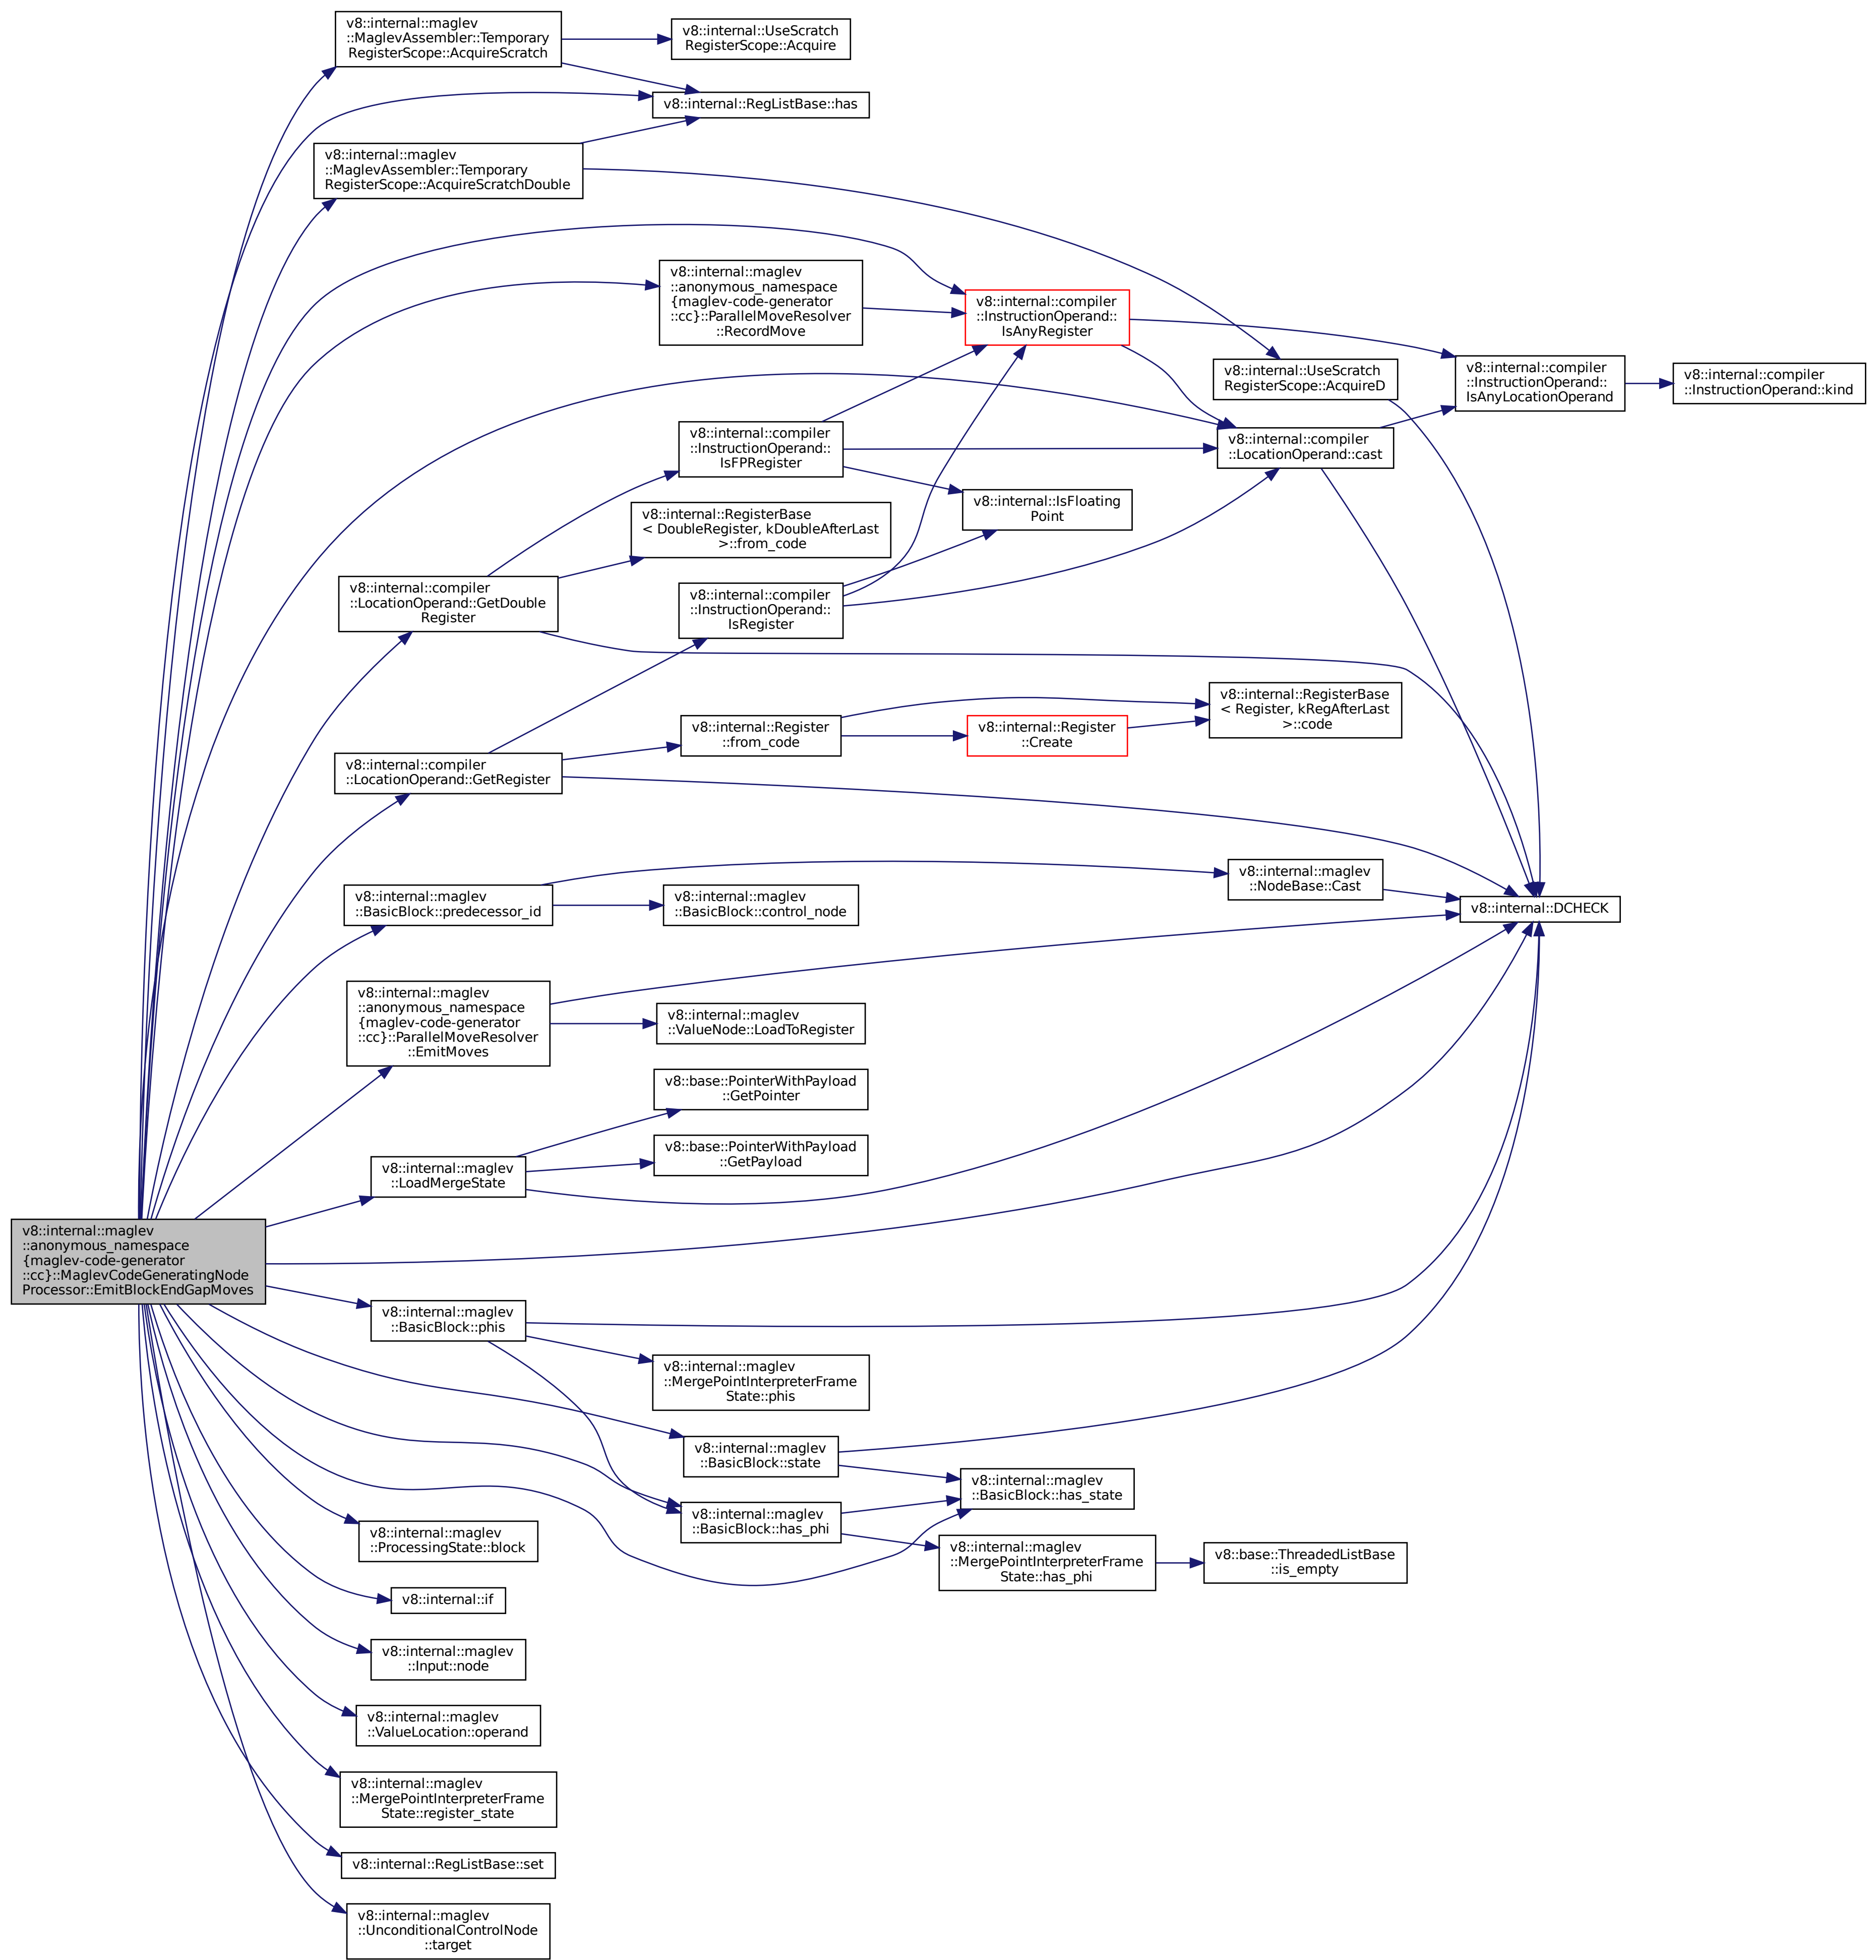 v8::internal::maglev
::MaglevAssembler::Temporary
RegisterScope::AcquireScratch
v8::internal::UseScratch
RegisterScope::Acquire
v8::internal::RegListBase::has
v8::internal::maglev
::MaglevAssembler::Temporary
RegisterScope::AcquireScratchDouble
v8::internal::maglev
::anonymous_namespace
{maglev-code-generator
::cc}::ParallelMoveResolver
::RecordMove
v8::internal::compiler
::InstructionOperand::
IsAnyRegister
v8::internal::UseScratch
RegisterScope::AcquireD
v8::internal::compiler
::InstructionOperand::
IsAnyLocationOperand
v8::internal::compiler
::InstructionOperand::kind
v8::internal::compiler
::InstructionOperand::
IsFPRegister
v8::internal::compiler
::LocationOperand::cast
v8::internal::IsFloating
Point
v8::internal::RegisterBase
< DoubleRegister, kDoubleAfterLast
>::from_code
v8::internal::compiler
::LocationOperand::GetDouble
Register
v8::internal::compiler
::InstructionOperand::
IsRegister
v8::internal::RegisterBase
< Register, kRegAfterLast
>::code
v8::internal::Register
::from_code
v8::internal::Register
::Create
v8::internal::compiler
::LocationOperand::GetRegister
v8::internal::maglev
::NodeBase::Cast
v8::internal::maglev
::BasicBlock::predecessor_id
v8::internal::maglev
::BasicBlock::control_node
v8::internal::DCHECK
v8::internal::maglev
::anonymous_namespace
{maglev-code-generator
::cc}::ParallelMoveResolver
::EmitMoves
v8::internal::maglev
::ValueNode::LoadToRegister
v8::base::PointerWithPayload
::GetPointer
v8::base::PointerWithPayload
::GetPayload
v8::internal::maglev
::LoadMergeState
v8::internal::maglev
::anonymous_namespace
{maglev-code-generator
::cc}::MaglevCodeGeneratingNode
Processor::EmitBlockEndGapMoves
v8::internal::maglev
::BasicBlock::phis
v8::internal::maglev
::MergePointInterpreterFrame
State::phis
v8::internal::maglev
::BasicBlock::state
v8::internal::maglev
::BasicBlock::has_state
v8::internal::maglev
::BasicBlock::has_phi
v8::internal::maglev
::MergePointInterpreterFrame
State::has_phi
v8::base::ThreadedListBase
::is_empty
v8::internal::maglev
::ProcessingState::block
v8::internal::if
v8::internal::maglev
::Input::node
v8::internal::maglev
::ValueLocation::operand
v8::internal::maglev
::MergePointInterpreterFrame
State::register_state
v8::internal::RegListBase::set
v8::internal::maglev
::UnconditionalControlNode
::target